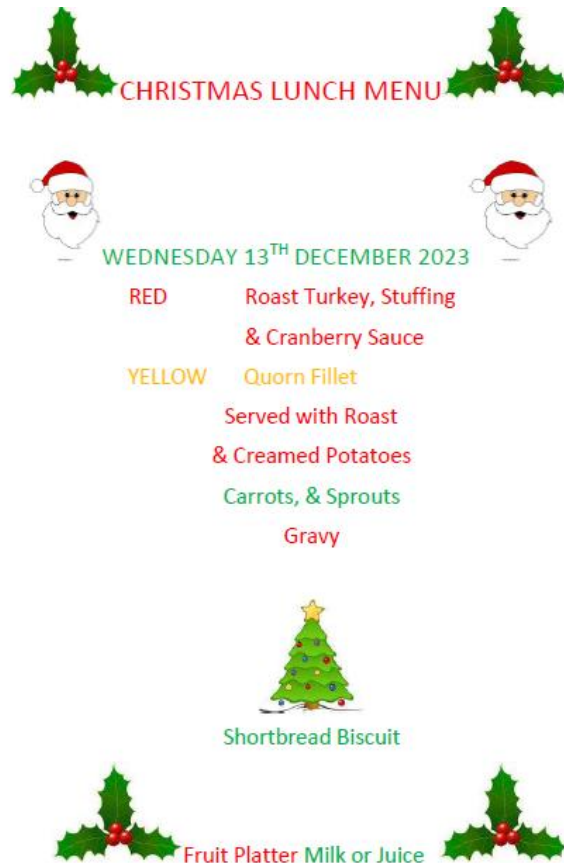 CHRISTMAS LUNCH MENU
WEDNESDAY 13TH DECEMBER 2023
RED Roast Turkey, Stuffing
& Cranberry Sauce
YELLOW Quorn Fillet
Served with Roast
& Creamed Potatoes
Carrots, & Sprouts
Gravy
Shortbread Biscuit
Fruit Platter Milk or Juice